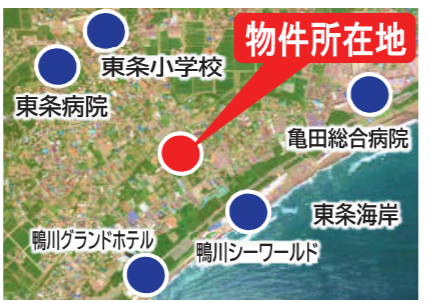 物件所在地
東条小学校
東条病院
亀田総合病院
東条海岸
鴨川シーワールド
鴨川グランドホテル